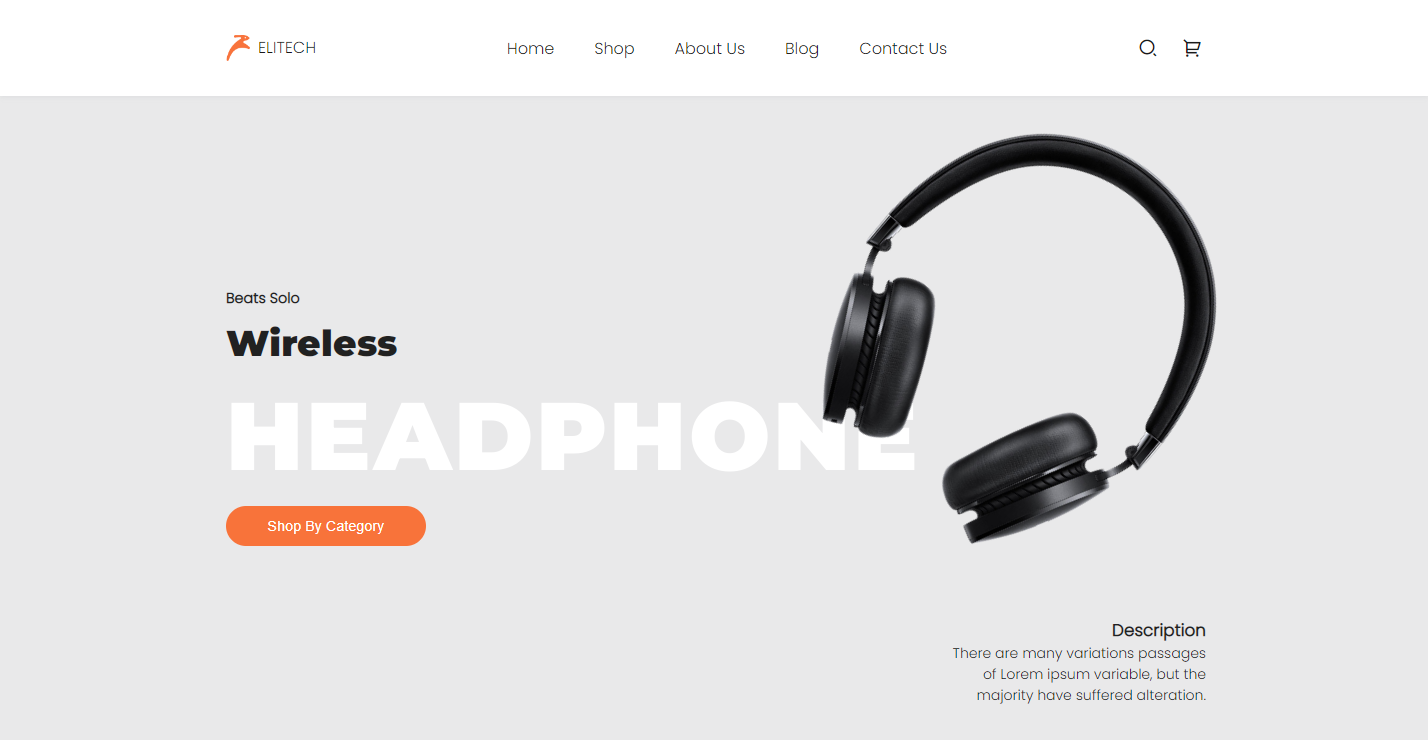 ELITECH
Home
Shop
About Us
Blog
Contact Us
Beats Solo
Wireless
HEADPHONE
Shop By Category
Description
There are many variations passages
of Lorem ipsum variable, but the
majority have suffered alteration.